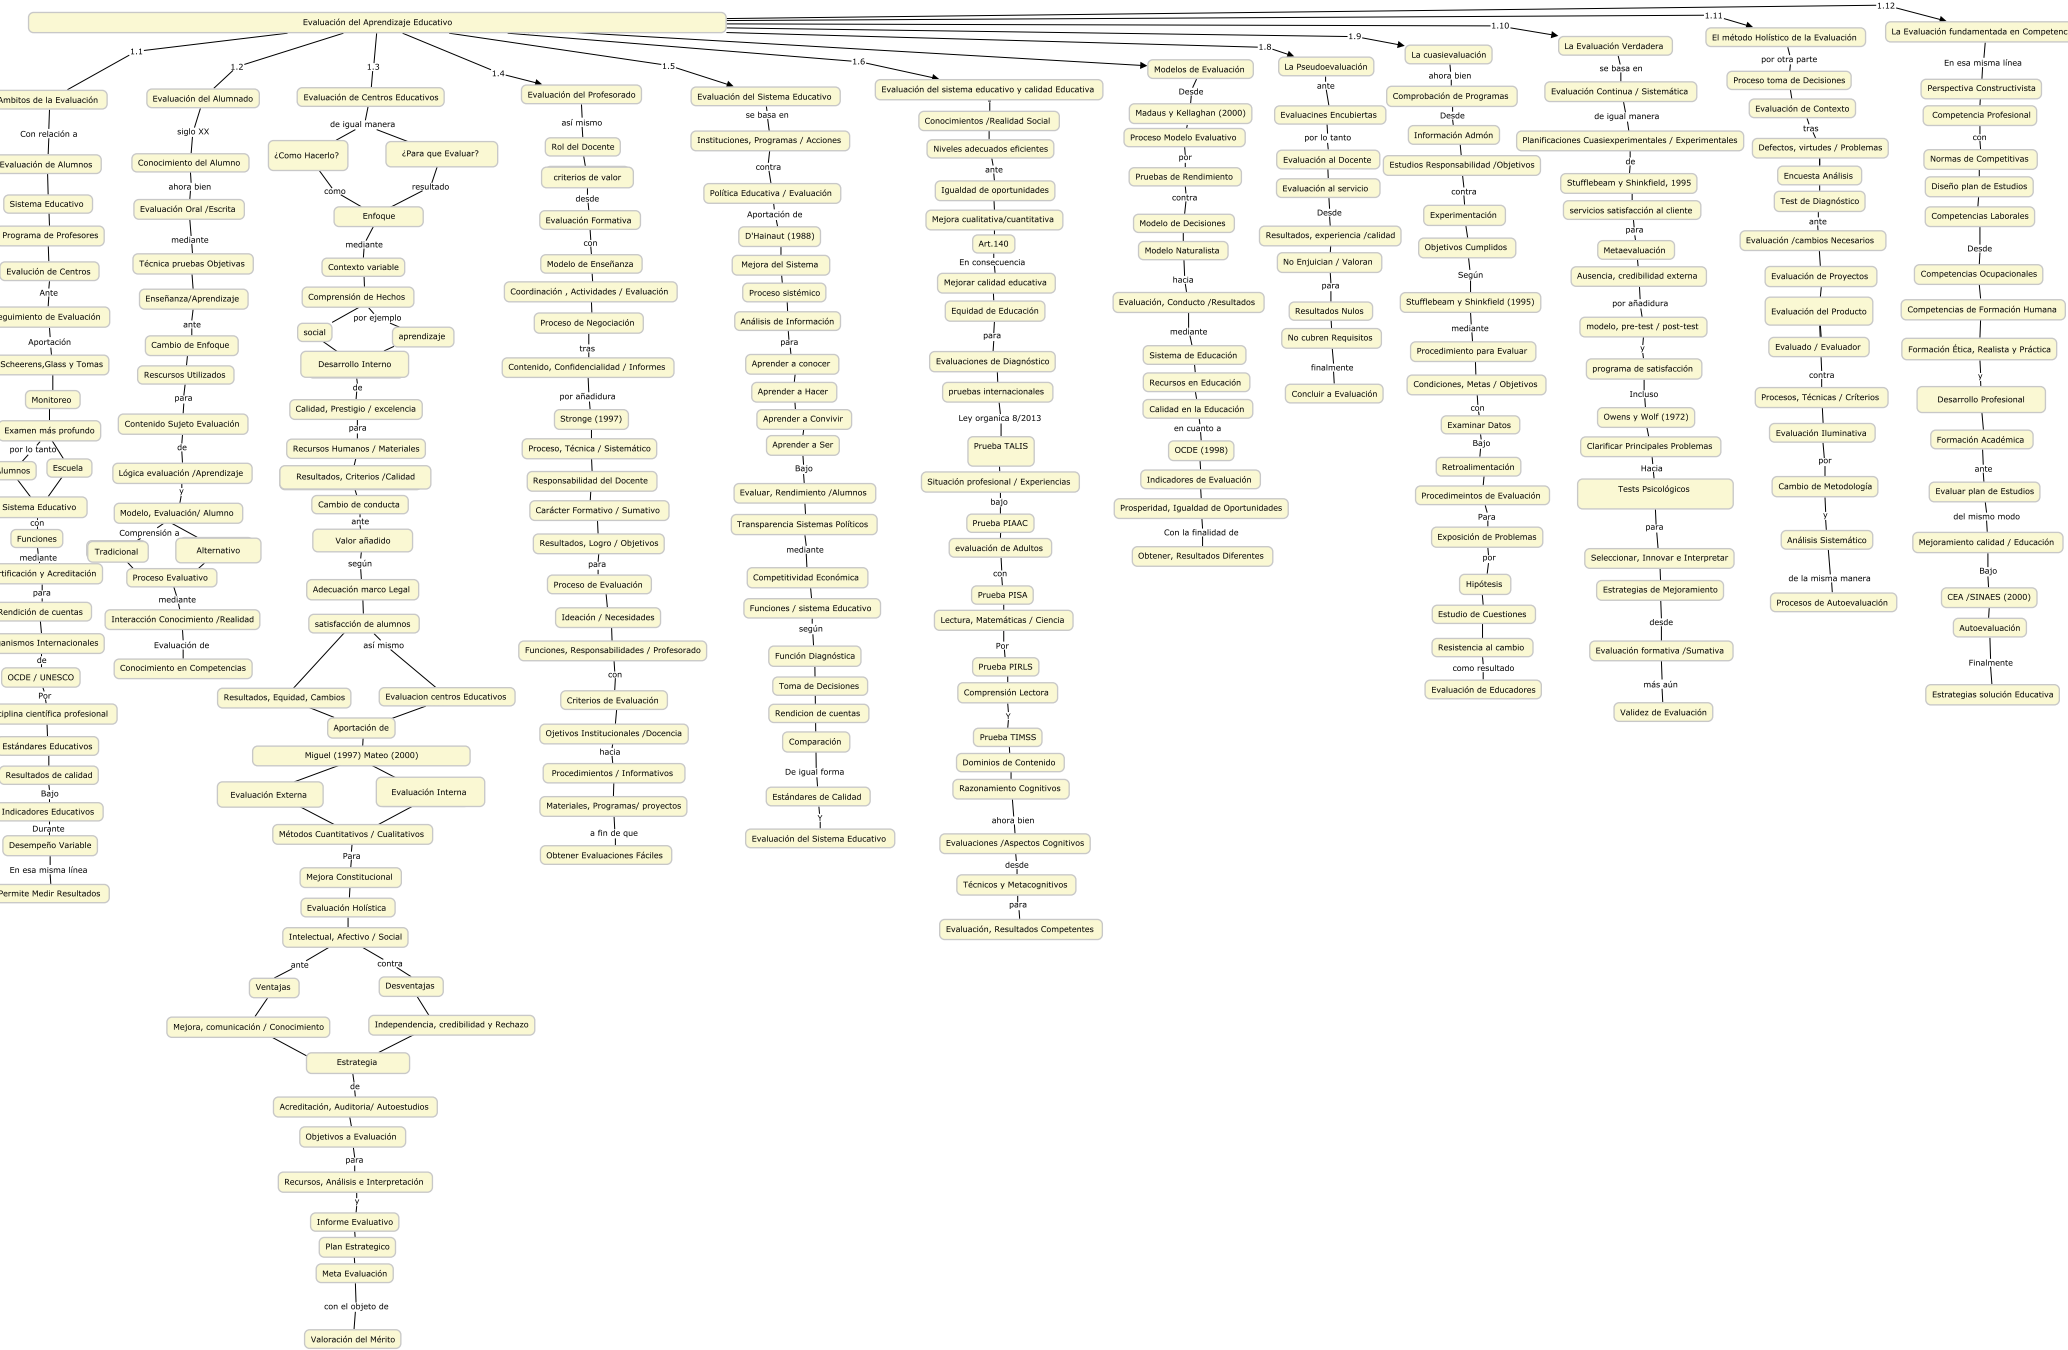 Evaluación del Aprendizaje Educativo
1.1
Ambitos de la Evaluación
Con relación a
Evaluación de Alumnos
Sistema Educativo
Programa de Profesores
Evalución de Centros
Ante
Evaluación
Aportación
Scheerens,Glass y Tomas
Monitoreo
Examen más profundo
por lo tanto
Escuela
Sistema Educativo
con
Funciones
mediante
y Acreditación
para
Rendición de cuentas
Internacionales
de
OCDE / UNESCO
Por
científica profesional
Estándares Educativos
Resultados de calidad
Bajo
Indicadores Educativos
Durante
Desempeño Variable
En esa misma línea
Permite Medir Resultados
1.2
Evaluación del Alumnado
siglo XX
Conocimiento del Alumno
ahora bien
Evaluación Oral /Escrita
mediante
Técnica pruebas Objetivas
Enseñanza/Aprendizaje
ante
Cambio de Enfoque
Rescursos Utilizados
para
Contenido Sujeto Evaluación
de
Lógica evaluación /Aprendizaje
y
Modelo, Evaluación/ Alumno
Comprensión a
Tradicional
Alternativo
Proceso Evaluativo
mediante
Interacción Conocimiento /Realidad
Evaluación de
Conocimiento en Competencias
1.3
Evaluación de Centros Educativos
de igual manera
¿Como Hacerlo?
¿Para que Evaluar?
como
resultado
Enfoque
mediante
Contexto variable
Comprensión de Hechos
por ejemplo
social
aprendizaje
Desarrollo Interno
de
Calidad, Prestigio / excelencia
para
Recursos Humanos / Materiales
Resultados, Criterios /Calidad
Cambio de conducta
ante
Valor añadido
según
Adecuación marco Legal
satisfacción de alumnos
así mismo
Resultados, Equidad, Cambios
Evaluacion centros Educativos
Aportación de
Miguel (1997) Mateo (2000)
Evaluación Externa
Evaluación Interna
Métodos Cuantitativos / Cualitativos
Para
Mejora Constitucional
Evaluación Holística
Intelectual, Afectivo / Social
ante
contra
Ventajas
Desventajas
Mejora, comunicación / Conocimiento
Independencia, credibilidad y Rechazo
Estrategia
de
Acreditación, Auditoria/ Autoestudios
Objetivos a Evaluación
para
Recursos, Análisis e Interpretación
y
Informe Evaluativo
Plan Estrategico
Meta Evaluación
con el objeto de
Valoración del Mérito
1.4
Evaluación del Profesorado
así mismo
Rol del Docente
criterios de valor
desde
Evaluación Formativa
con
Modelo de Enseñanza
Coordinación , Actividades / Evaluación
Proceso de Negociación
tras
Contenido, Confidencialidad / Informes
por añadidura
Stronge (1997)
Proceso, Técnica / Sistemático
Responsabilidad del Docente
Carácter Formativo / Sumativo
Resultados, Logro / Objetivos
para
Proceso de Evaluación
Ideación / Necesidades
Funciones, Responsabilidades / Profesorado
con
Criterios de Evaluación
Ojetivos Institucionales /Docencia
hacia
Procedimientos / Informativos
Materiales, Programas/ proyectos
a fin de que
Obtener Evaluaciones Fáciles
1.5
Evaluación del Sistema Educativo
se basa en
Instituciones, Programas / Acciones
contra
Política Educativa / Evaluación
Aportación de
D'Hainaut (1988)
Mejora del Sistema
Proceso sistémico
Análisis de Información
para
Aprender a conocer
Aprender a Hacer
Aprender a Convivir
Aprender a Ser
Bajo
Evaluar, Rendimiento /Alumnos
Transparencia Sistemas Políticos
mediante
Competitividad Económica
Funciones / sistema Educativo
según
Función Diagnóstica
Toma de Decisiones
Rendicion de cuentas
Comparación
De igual forma
Estándares de Calidad
Y
Evaluación del Sistema Educativo
1.6
Evaluación del sistema educativo y calidad Educativa
Conocimientos /Realidad Social
Niveles adecuados eficientes
ante
Igualdad de oportunidades
Mejora cualitativa/cuantitativa
Art.140
En consecuencia
Mejorar calidad educativa
Equidad de Educación
para
Evaluaciones de Diagnóstico
pruebas internacionales
Ley organica 8/2013
Prueba TALIS
Situación profesional / Experiencias
bajo
Prueba PIAAC
evaluación de Adultos
con
Prueba PISA
Lectura, Matemáticas / Ciencia
Por
Prueba PIRLS
Comprensión Lectora
Y
Prueba TIMSS
Dominios de Contenido
Razonamiento Cognitivos
ahora bien
Evaluaciones /Aspectos Cognitivos
desde
Técnicos y Metacognitivos
para
Evaluación, Resultados Competentes
Modelos de Evaluación
Desde
Madaus y Kellaghan (2000)
Proceso Modelo Evaluativo
por
Pruebas de Rendimiento
contra
Modelo de Decisiones
Modelo Naturalista
hacia
Evaluación, Conducto /Resultados
mediante
Sistema de Educación
Recursos en Educación
Calidad en la Educación
en cuanto a
OCDE (1998)
Indicadores de Evaluación
Prosperidad, Igualdad de Oportunidades
Con la finalidad de
Obtener, Resultados Diferentes
1.8
La Pseudoevaluación
ante
Evaluacines Encubiertas
por lo tanto
Evaluación al Docente
Evaluación al servicio
Desde
Resultados, experiencia /calidad
No Enjuician / Valoran
para
Resultados Nulos
No cubren Requisitos
finalmente
Concluir a Evaluación
1.9
La cuasievaluación
ahora bien
Comprobación de Programas
Desde
Información Admón
Estudios Responsabilidad /Objetivos
contra
Experimentación
Objetivos Cumplidos
Según
Stufflebeam y Shinkfield (1995)
mediante
Procedimiento para Evaluar
Condiciones, Metas / Objetivos
con
Examinar Datos
Bajo
Retroalimentación
Procedimeintos de Evaluación
Para
Exposición de Problemas
por
Hipótesis
Estudio de Cuestiones
Resistencia al cambio
como resultado
Evaluación de Educadores
1.10
La Evaluación Verdadera
se basa en
Evaluación Continua / Sistemática
de igual manera
Planificaciones Cuasiexperimentales / Experimentales
de
Stufflebeam y Shinkfield, 1995
servicios satisfacción al cliente
para
Metaevaluación
Ausencia, credibilidad externa
por añadidura
modelo, pre-test / post-test
y
programa de satisfacción
Incluso
Owens y Wolf (1972)
Clarificar Principales Problemas
Hacia
Tests Psicológicos
para
Seleccionar, Innovar e Interpretar
Estrategias de Mejoramiento
desde
Evaluación formativa /Sumativa
más aún
Validez de Evaluación
1.11
El método Holístico de la Evaluación
por otra parte
Proceso toma de Decisiones
Evaluación de Contexto
tras
Defectos, virtudes / Problemas
Encuesta Análisis
Test de Diagnóstico
ante
Evaluación /cambios Necesarios
Evaluación de Proyectos
Evaluación del Producto
Evaluado / Evaluador
contra
Procesos, Técnicas / Críterios
Evaluación Iluminativa
por
Cambio de Metodología
y
Análisis Sistemático
de la misma manera
Procesos de Autoevaluación
1.12
La Evaluación fundamentada en
En esa misma línea
Perspectiva Constructivista
Competencia Profesional
con
Normas de Competitivas
Diseño plan de Estudios
Competencias Laborales
Desde
Competencias Ocupacionales
Competencias de Formación Humana
Formación Ética, Realista y Práctica
y
Desarrollo Profesional
Formación Académica
ante
Evaluar plan de Estudios
del mismo modo
Mejoramiento calidad / Educación
Bajo
CEA /SINAES (2000)
Autoevaluación
Finalmente
Estrategias solución Educativa